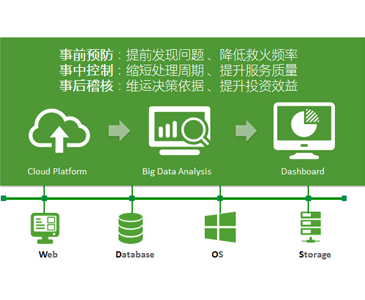 事前预防：提前发现问题、降低救火频率
事中控制：缩短处理周期、提升服务质量
事后稽核：维运决策依据、提升投资效益
Cloud Platform
Big Data Analysis
Dashboard
Web
Database
OS
Storage